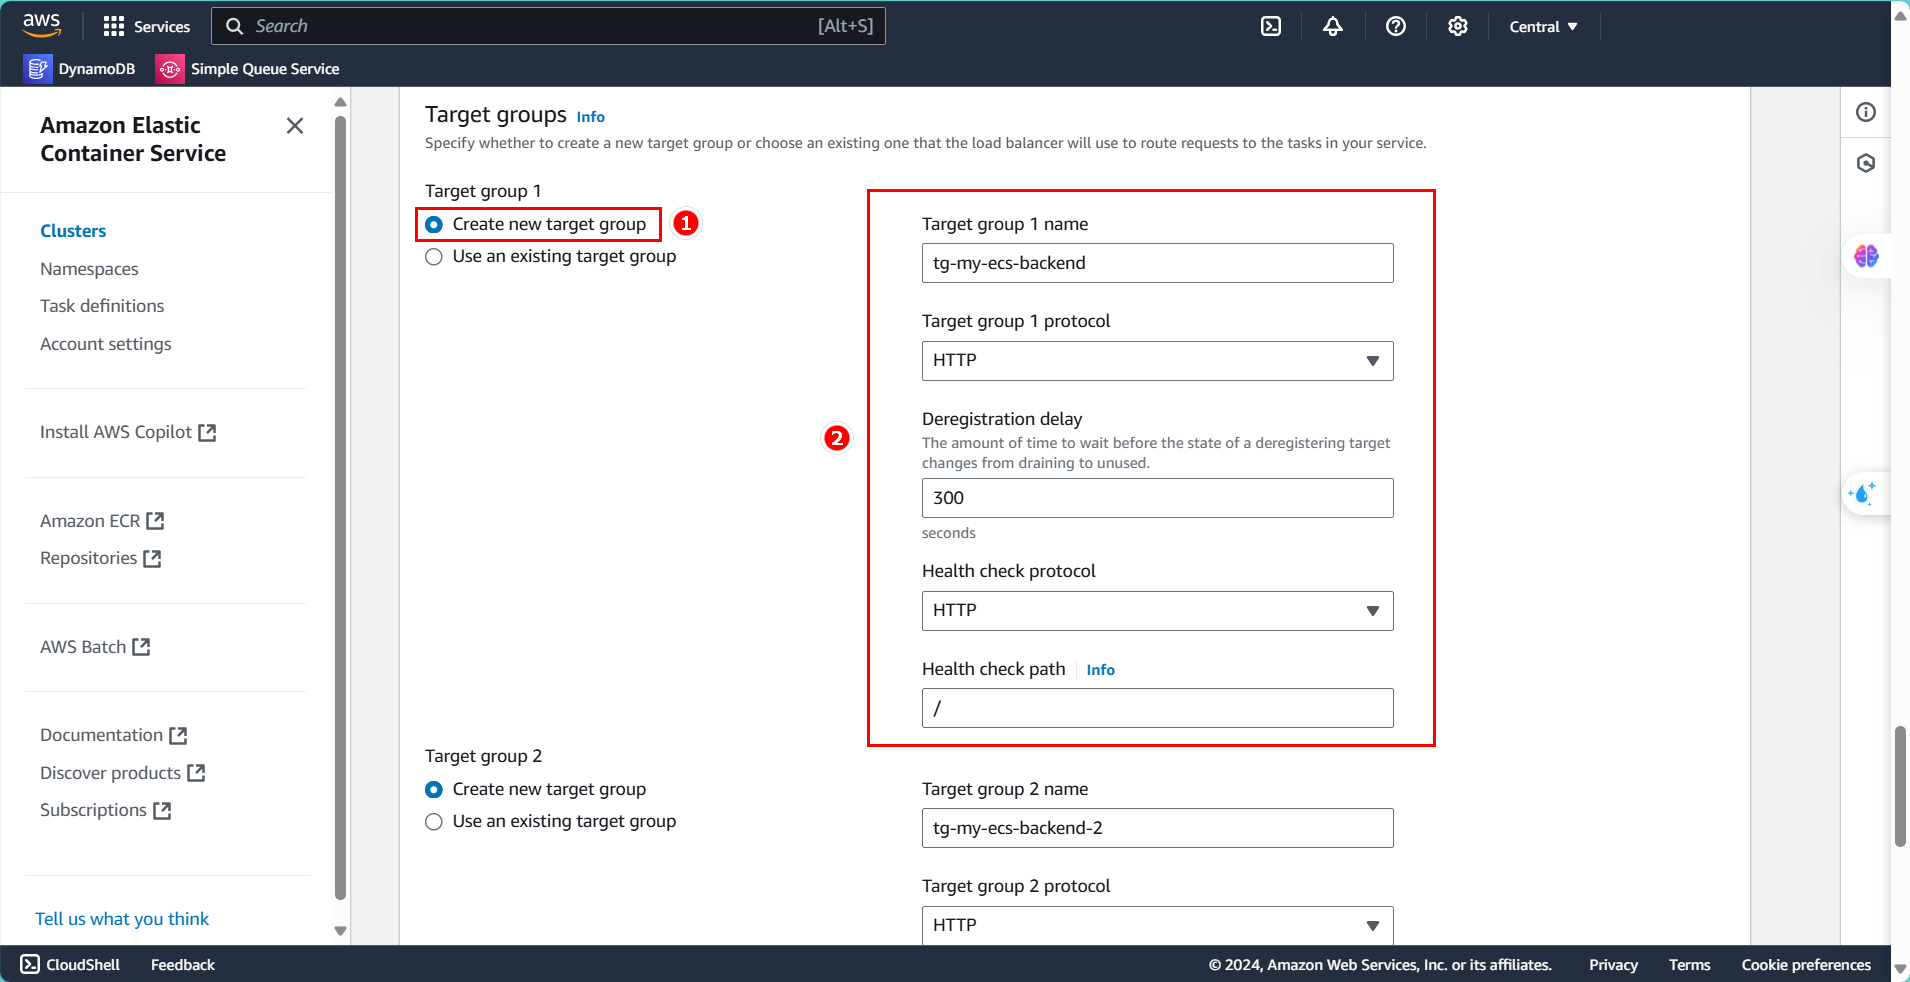 aws
Services
Search
[Alt+S]
Central
DynamoDB
Simple Queue Service
Amazon Elastic
Container Service
Clusters
Namespaces
Task definitions
Account settings
Install AWS Copilot
Amazon ECR
Repositories
AWS Batch
Documentation
Discover products
Subscriptions
Tell us what you think
Target groups Info
Specify whether to create a new target group or choose an existing one that the load balancer will use to route requests to the tasks in your service.
Target group 1
Create new target group
1
Use an existing target group
2
Target group 1 name
tg-my-ecs-backend
Target group 1 protocol
HTTP
Deregistration delay
The amount of time to wait before the state of a deregistering target
changes from draining to unused.
300
seconds
Health check protocol
HTTP
Health check path Info
/
Target group 2
Create new target group
Use an existing target group
Target group 2 name
tg-my-ecs-backend-2
Target group 2 protocol
HTTP
CloudShell
Feedback
© 2024, Amazon Web Services, Inc. or its affiliates.
Privacy
Terms
Cookie preferences